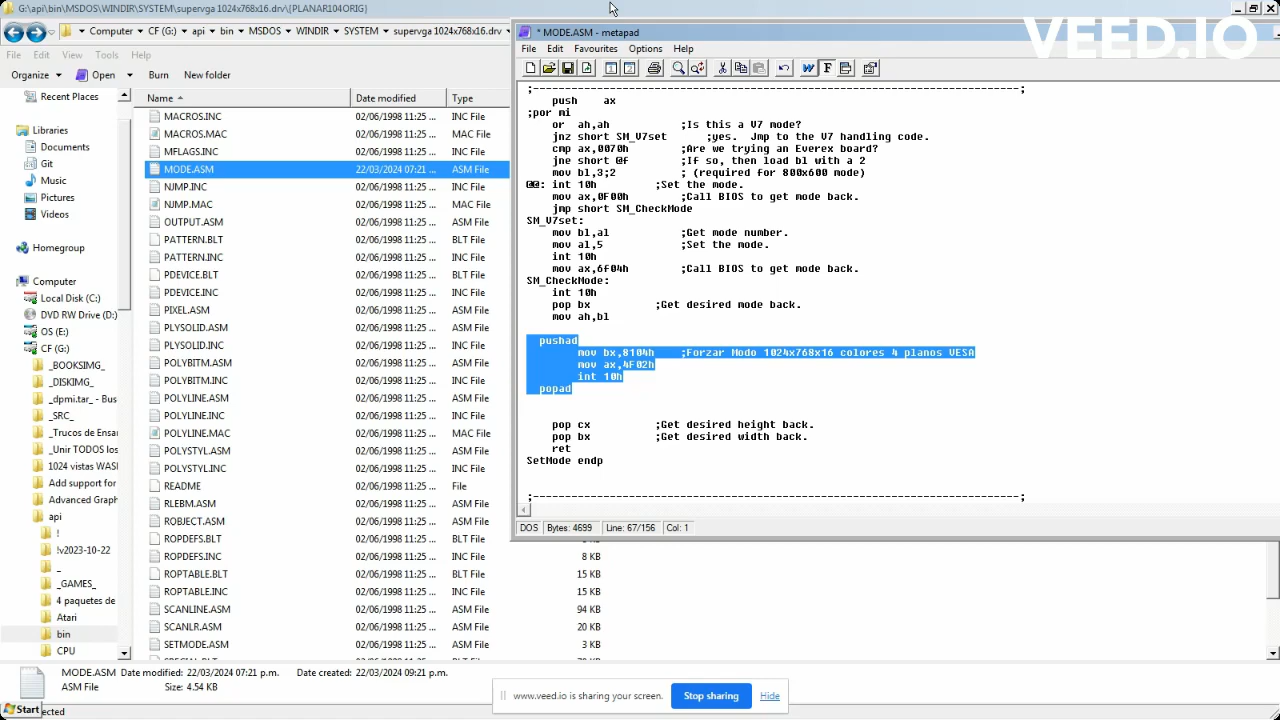 G:\api\bin\MSDOS\WINDIR\SYSTEM\supervga 1024x768x16.drv\{PLANAR104ORIG}
Computer CF (G:) api bin MSDOS WINDIR SYSTEM supervga 1024x768x16.drv
File Edit View Tools Help
Organize Open Burn New folder
Recent Places
Libraries
Documents
Git
Music
Pictures
Videos
Homegroup
Computer
Local Disk (C:)
DVD RW Drive (D:)
OS (E:)
CF (G:)
_BOOKSIMG_
_DISKIMG_
_dpmi.tar_ - Bus
_SRC_
_Trucos de Ensar
_Unir TODOS los
1024 vistas WASI
Add support for
Advanced Graph
api
!
!v2023-10-22
_
_GAMES_
4 paquetes de
Atari
bin
CPU
Name Date modified Type
MACROS.INC 02/06/1998 11:25 ... INC File
MACROS.MAC 02/06/1998 11:25 ... MAC File
MFLAGS.INC 02/06/1998 11:25 ... INC File
MODE.ASM 22/03/2024 07:21 ... ASM File
NJMP.INC 02/06/1998 11:25 ... INC File
NJMP.MAC 02/06/1998 11:25 ... MAC File
OUTPUT.ASM 02/06/1998 11:25 ... ASM File
PATTERN.BLT 02/06/1998 11:25 ... BLT File
PATTERN.INC 02/06/1998 11:25 ... INC File
PDEVICE.BLT 02/06/1998 11:25 ... BLT File
PDEVICE.INC 02/06/1998 11:25 ... INC File
PIXEL.ASM 02/06/1998 11:25 ... ASM File
PLYSOLID.ASM 02/06/1998 11:25 ... ASM File
PLYSOLID.INC 02/06/1998 11:25 ... INC File
POLYBITM.ASM 02/06/1998 11:25 ... ASM File
POLYBITM.INC 02/06/1998 11:25 ... INC File
POLYLINE.ASM 02/06/1998 11:25 ... ASM File
POLYLINE.INC 02/06/1998 11:25 ... INC File
POLYLINE.MAC 02/06/1998 11:25 ... MAC File
POLYSTYL.ASM 02/06/1998 11:25 ... ASM File
POLYSTYL.INC 02/06/1998 11:25 ... INC File
README 02/06/1998 11:25 ... File
RLEBM.ASM 02/06/1998 11:25 ... ASM File
ROBJECT.ASM 02/06/1998 11:25 ... ASM File
ROPDEFS.BLT 02/06/1998 11:25 ... BLT File
ROPDEFS.INC 02/06/1998 11:25 ... INC File 8 KB
ROPTABLE.BLT 02/06/1998 11:25 ... BLT File 15 KB
ROPTABLE.INC 02/06/1998 11:25 ... INC File 15 KB
SCANLINE.ASM 02/06/1998 11:25 ... ASM File 94 KB
SCANLR.ASM 02/06/1998 11:25 ... ASM File 20 KB
SETMODE.ASM 02/06/1998 11:25 ... ASM File 3 KB
* MODE.ASM - metapad
VEED.IO
File Edit Favourites Options Help
;-----------------------------------------------------------------------------;
push ax
;por mi
or ah,ah ;Is this a V7 mode?
jnz short SM_V7set ;yes. Jmp to the V7 handling code.
cmp ax,0070h ;Are we trying an Everex board?
jne short @f ;If so, then load bl with a 2
mov bl,3;2 ; (required for 800x600 mode)
@@: int 10h ;Set the mode.
mov ax,0F00h ;Call BIOS to get mode back.
jmp short SM_CheckMode
SM_V7set:
mov bl,al ;Get mode number.
mov al,5 ;Set the mode.
int 10h
mov ax,6f04h ;Call BIOS to get mode back.
SM_CheckMode:
int 10h
pop bx ;Get desired mode back.
mov ah,bl
pushad
mov bx,8104h ;Forzar Modo 1024x768x16 colores 4 planos VESA
mov ax,4F02h
int 10h
popad
pop cx ;Get desired height back.
pop bx ;Get desired width back.
ret
SetMode endp
;-----------------------------------------------------------------------------;
DOS Bytes: 4699 Line: 67/156 Col: 1
MODE.ASM Date modified: 22/03/2024 07:21 p.m. Date created: 22/03/2024 09:21 p.m.
ASM File Size: 4.54 KB
www.veed.io is sharing your screen. Stop sharing Hide
Start ected